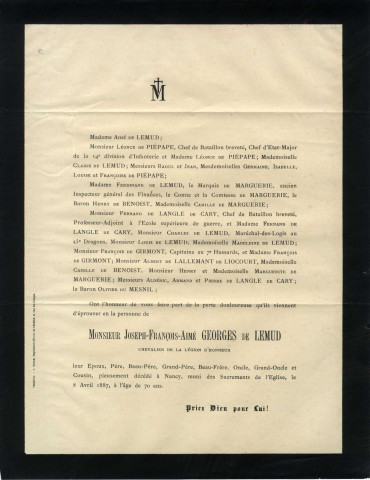 M
Madame Aimé de LEMUD;
Monsieur Léonce de PIÉPAPE, Chef de Bataillon breveté, Chef d'Etat-Major
de la 14e division d'Infanterie et Madame Léonce de PIÉPAPE; Mademoiselle
Claire de LEMUD; Messieurs Raoul et Jean, Mesdemoiselles Germaine, Isabelle,
Louise et Françoise de PIÉPAPE;
Madame Ferdinand de LEMUD, le Marquis de MARGUERIE, ancien
Inspecteur général des Finances, le Comte et la Comtesse de MARGUERIE, le
Baron Henry de BENOIST, Mademoiselle Camille de MARGUERIE;
Monsieur Fernand de LANGLE de CARY, Chef de Bataillon breveté,
Professeur-Adjoint à l'Ecole supérieure de guerre, et Madame Fernand de
LANGLE de CARY, Monsieur Charles de LEMUD, Maréchal-des-Logis au
Dragons, Monsieur Louis de LEMUD, Mademoiselle Madeleine de LEMUD;
Monsieur François de GIRMONT, Capitaine au 7e Hussards, et Madame François
de GIRMONT; Monsieur Albert de LALLEMANT de LIOCOURT, Mademoiselle
Camille de BENOIST, Monsieur Henry et Mademoiselle Marguerite de
MARGUERIE; Messieurs Aldéric, Armand et Pierre de LANGLE de CARY;
le Baron Olivier du MESNIL;
Ont l'honneur de vous faire part de la perte douloureuse qu'ils viennent
d'éprouver en la personne de
Monsieur Joseph-François-Aimé GEORGES de LEMUD
CHEVALIER DE LA LÉGION D'HONNEUR
leur Epoux, Père, Beau-Père, Grand-Père, Beau-Frère, Oncle, Grand-Oncle et
Cousin, pieusement décédé à Nancy, muni des Sacrements de l'Eglise, le
8 Avril 1887, à l'âge de 70 ans.
Priez Dieu pour Lui!